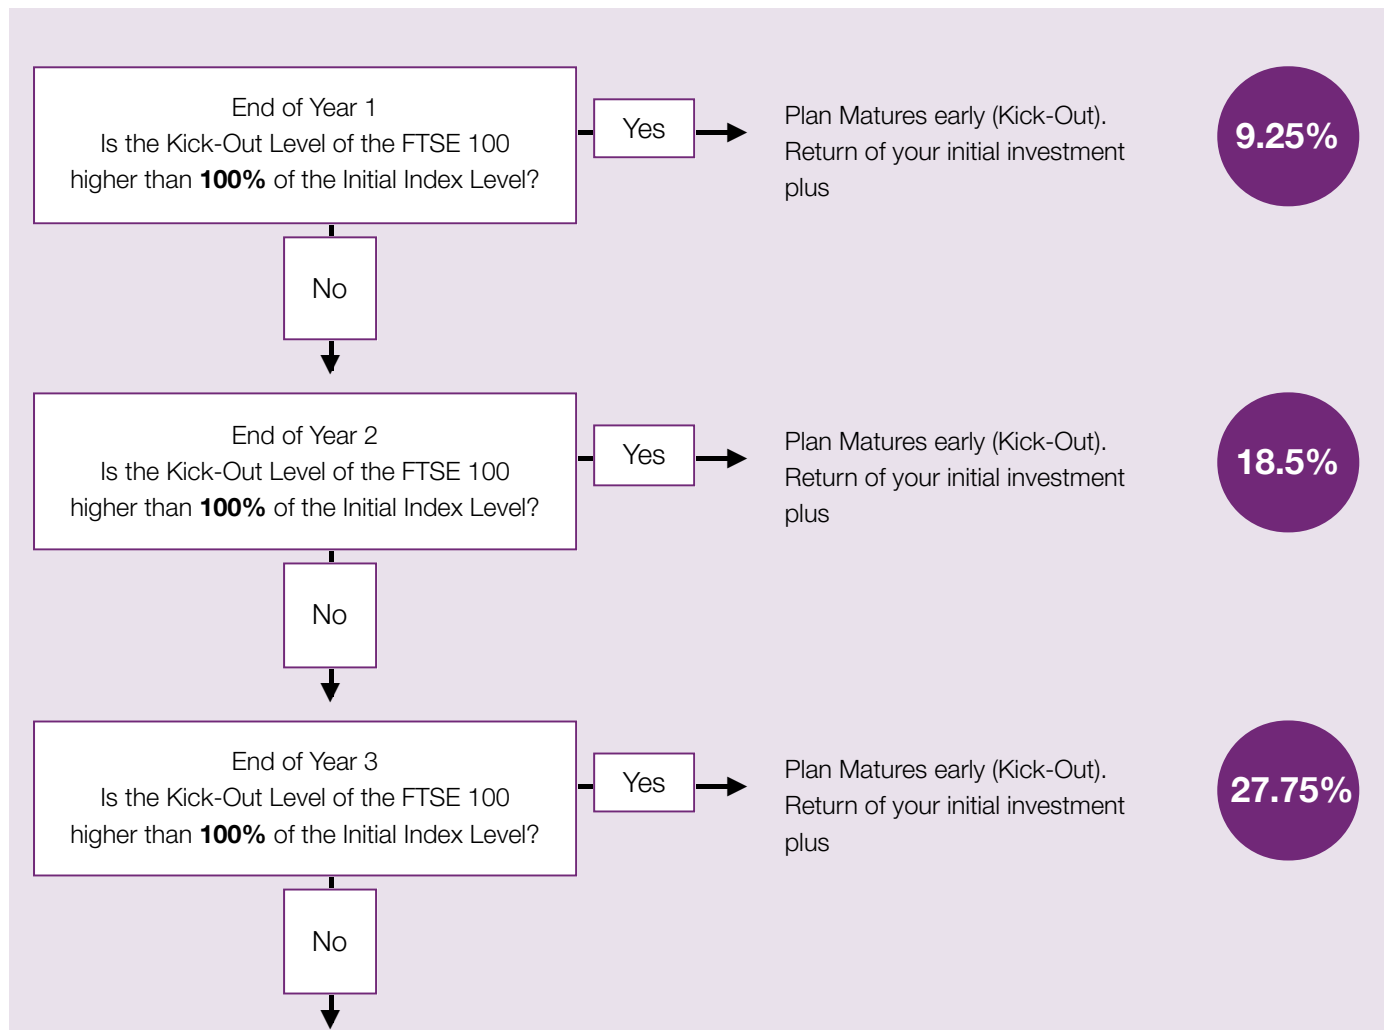 End of Year 1
Is the Kick-Out Level of the FTSE 100
higher than 100% of the Initial Index Level?
Yes
Plan Matures early (Kick-Out).
Return of your initial investment
plus
9.25%
No
End of Year 2
Is the Kick-Out Level of the FTSE 100
higher than 100% of the Initial Index Level?
Yes
Plan Matures early (Kick-Out).
Return of your initial investment
plus
18.5%
No
End of Year 3
Is the Kick-Out Level of the FTSE 100
higher than 100% of the Initial Index Level?
Yes
Plan Matures early (Kick-Out).
Return of your initial investment
plus
27.75%
No